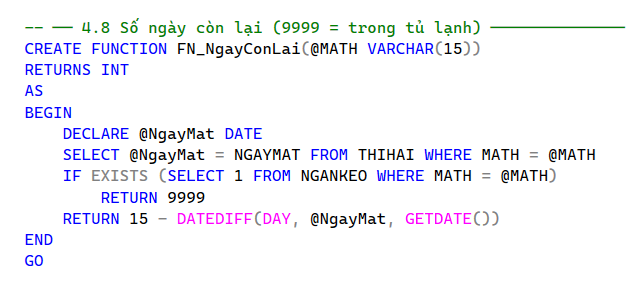 -- ── 4.8 Số ngày còn lại (9999 = trong tủ lạnh) ───────────────
CREATE FUNCTION FN_NgayConLai(@MATH VARCHAR(15))
RETURNS INT
AS
BEGIN
    DECLARE @NgayMat DATE
    SELECT @NgayMat = NGAYMAT FROM THIHAI WHERE MATH = @MATH
    IF EXISTS (SELECT 1 FROM NGANKEO WHERE MATH = @MATH)
        RETURN 9999
    RETURN 15 - DATEDIFF(DAY, @NgayMat, GETDATE())
END
GO